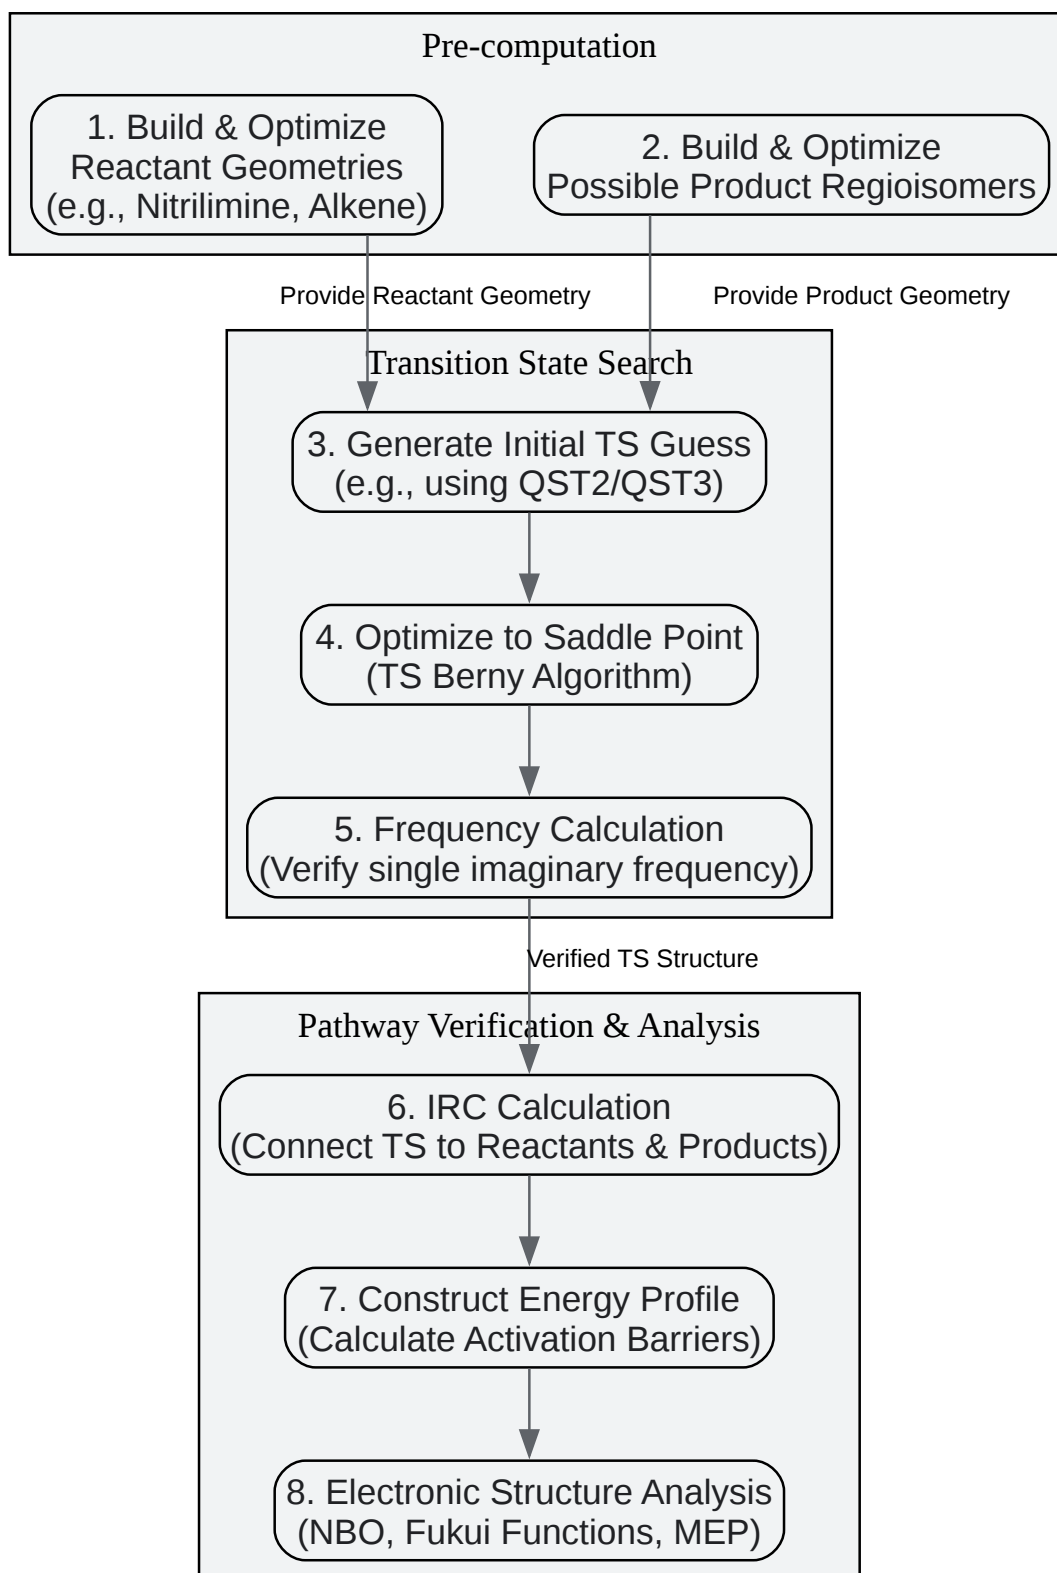 Pre-computation
1. Build & Optimize
Reactant Geometries
(e.g., Nitrilimine, Alkene)
2. Build & Optimize
Possible Product Regioisomers
Provide Reactant Geometry
Provide Product Geometry
Transition State Search
3. Generate Initial TS Guess
(e.g., using QST2/QST3)
4. Optimize to Saddle Point
(TS Berny Algorithm)
5. Frequency Calculation
(Verify single imaginary frequency)
Verified TS Structure
Pathway Verification & Analysis
6. IRC Calculation
(Connect TS to Reactants & Products)
7. Construct Energy Profile
(Calculate Activation Barriers)
8. Electronic Structure Analysis
(NBO, Fukui Functions, MEP)